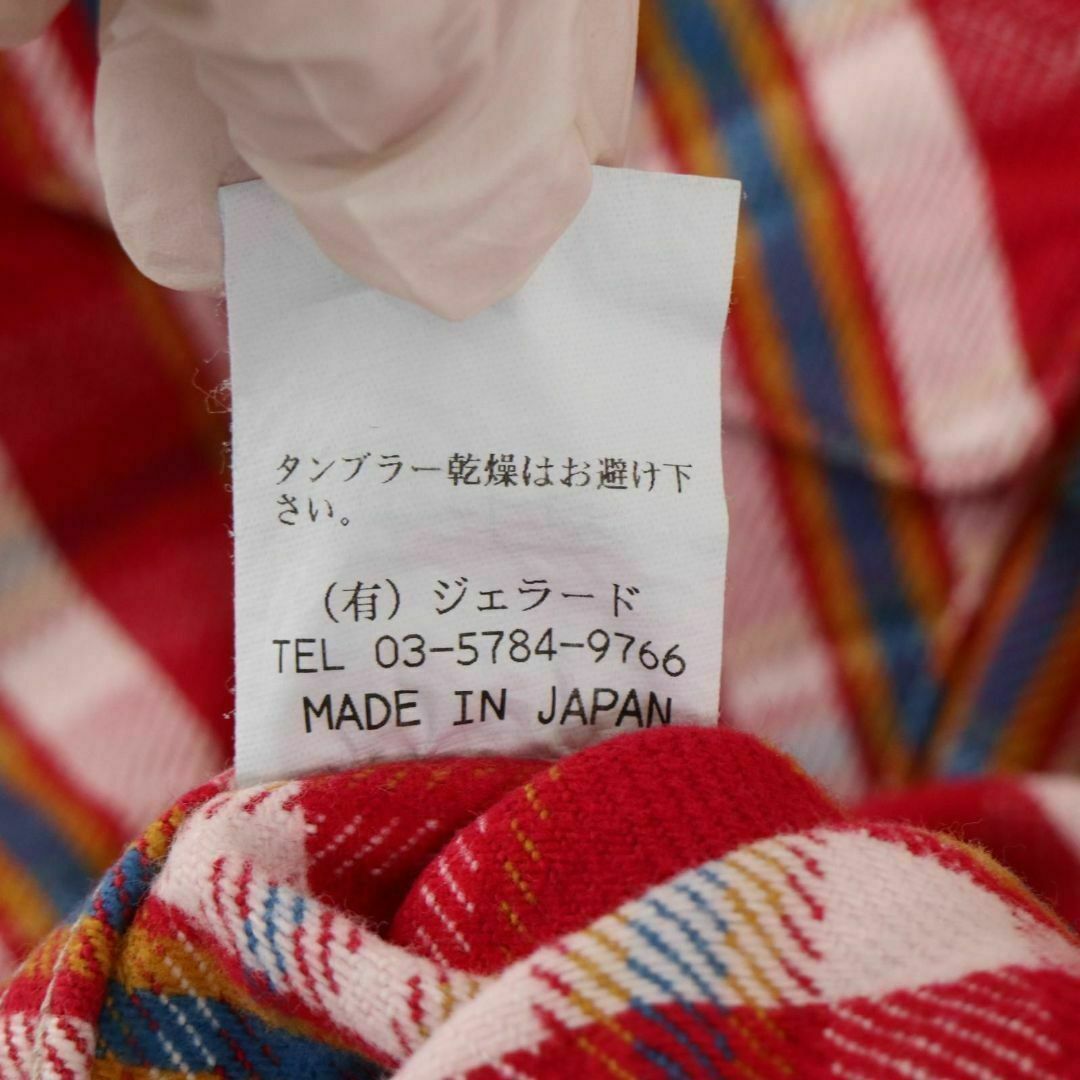 タンブラー乾燥はお避け下
さい。
（有）ジェラード
TEL 03-5784-9766
MADE IN JAPAN